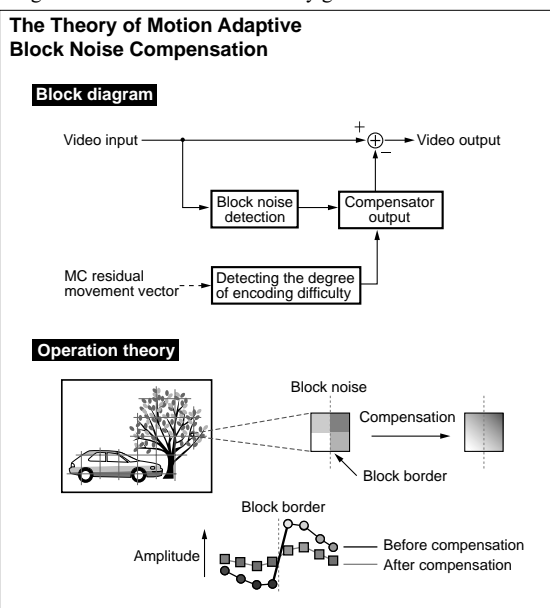 The Theory of Motion Adaptive
Block Noise Compensation
Block diagram
Video input
+
Video output
−
Block noise
detection
Compensator
output
MC residual
movement vector
Detecting the degree
of encoding difficulty
Operation theory
Block noise
Compensation
Block border
Block border
Amplitude
Before compensation
After compensation